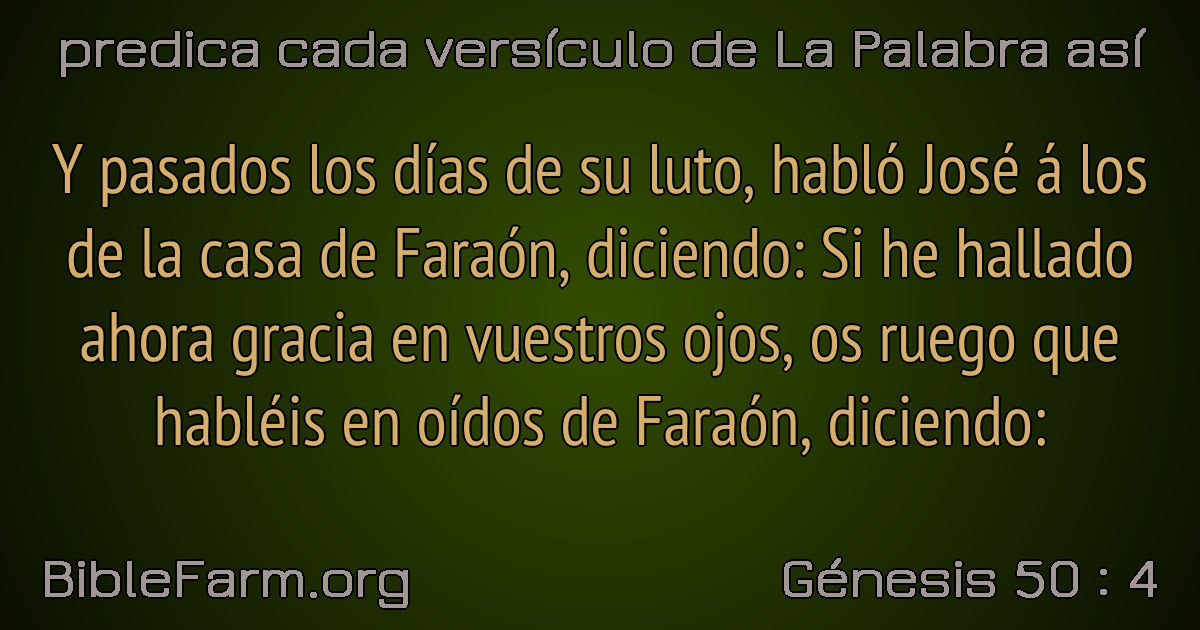 predica cada versículo de La Palabra así
Y pasados los días de su luto, habló José á los
de la casa de Faraón, diciendo: Si he hallado
ahora gracia en vuestros ojos, os ruego que
habléis en oídos de Faraón, diciendo:
BibleFarm.org
Génesis 50 : 4